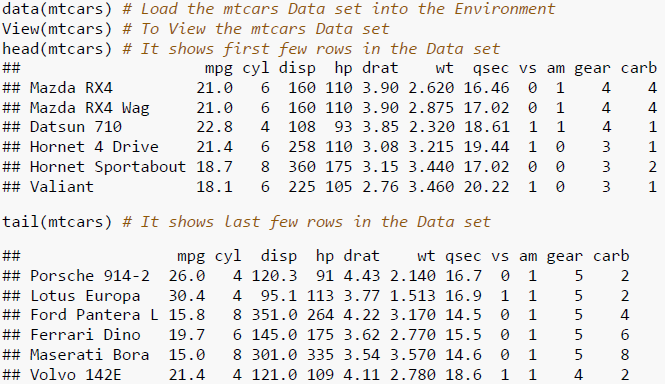 data(mtcars) # Load the mtcars Data set into the Environment
View(mtcars) # To View the mtcars Data set
head(mtcars) # It shows first few rows in the Data set
##                    mpg cyl disp  hp drat    wt  qsec vs am gear carb
## Mazda RX4         21.0   6  160 110 3.90 2.620 16.46  0  1    4    4
## Mazda RX4 Wag     21.0   6  160 110 3.90 2.875 17.02  0  1    4    4
## Datsun 710        22.8   4  108  93 3.85 2.320 18.61  1  1    4    1
## Hornet 4 Drive    21.4   6  258 110 3.08 3.215 19.44  1  0    3    1
## Hornet Sportabout 18.7   8  360 175 3.15 3.440 17.02  0  0    3    2
## Valiant           18.1   6  225 105 2.76 3.460 20.22  1  0    3    1
tail(mtcars) # It shows last few rows in the Data set
##                 mpg cyl  disp  hp drat    wt qsec vs am gear carb
## Porsche 914-2  26.0   4 120.3  91 4.43 2.140 16.7  0  1    5    2
## Lotus Europa   30.4   4  95.1 113 3.77 1.513 16.9  1  1    5    2
## Ford Pantera L 15.8   8 351.0 264 4.22 3.170 14.5  0  1    5    4
## Ferrari Dino   19.7   6 145.0 175 3.62 2.770 15.5  0  1    5    6
## Maserati Bora  15.0   8 301.0 335 3.54 3.570 14.6  0  1    5    8
## Volvo 142E     21.4   4 121.0 109 4.11 2.780 18.6  1  1    4    2